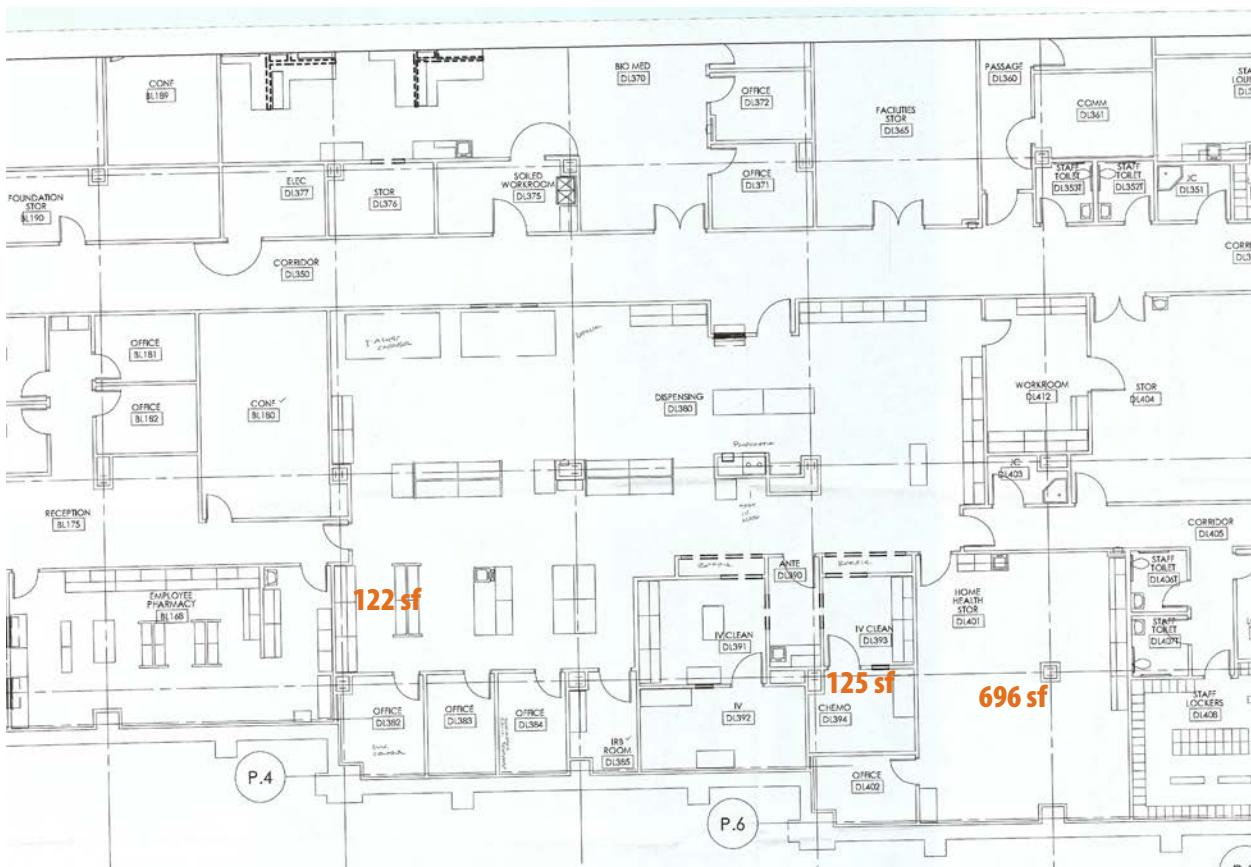 CONF
BL189
BIO MED
DL370
OFFICE
DL372
FACILITIES
STOR
DL365
PASSAGE
DL360
COMM
DL361
FOUNDATION
STOR
BL190
ELEC
DL377
STOR
DL376
SOILED
WORKROOM
DL375
OFFICE
DL371
STAFF
TOILET
DL353T
STAFF
TOILET
DL352T
JC
DL351
CORRIDOR
DL350
OFFICE
BL181
OFFICE
BL182
CONF
BL180
DISPENSING
DL380
WORKROOM
DL412
STOR
DL404
JC
DL403
RECEPTION
BL175
CORRIDOR
DL405
EMPLOYEE
PHARMACY
BL168
122 sf
ANTE
DL390
IV CLEAN
DL391
IV CLEAN
DL393
HOME
HEALTH
STOR
DL401
STAFF
TOILET
DL406T
STAFF
TOILET
DL407T
125 sf
696 sf
OFFICE
DL382
OFFICE
DL383
OFFICE
DL384
IRB
ROOM
DL385
IV
DL392
CHEMO
DL394
STAFF
LOCKERS
DL408
OFFICE
DL402
P.4
P.6